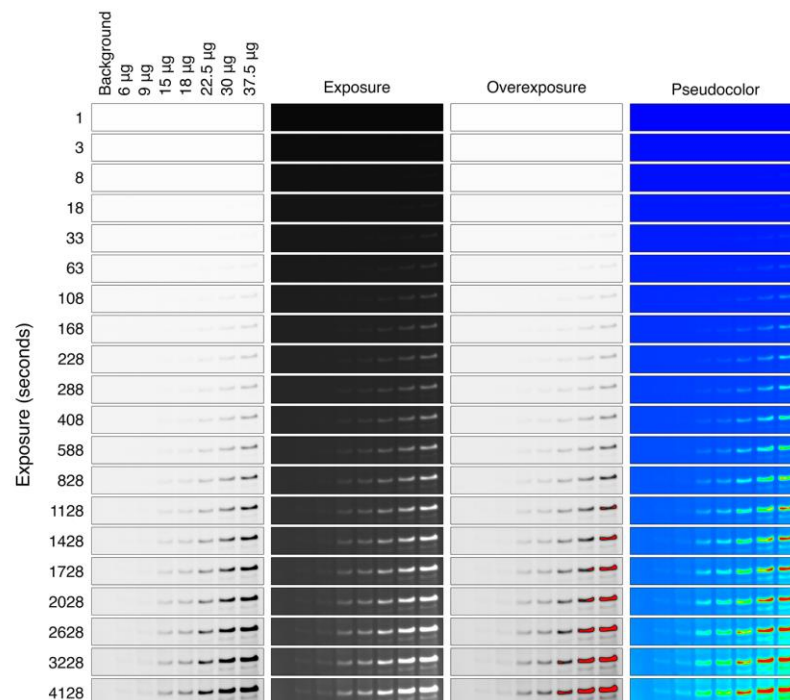 Background
6 µg
9 µg
15 µg
18 µg
22.5 µg
30 µg
37.5 µg
Exposure
Overexposure
Pseudocolor
Exposure (seconds)
1
3
8
18
33
63
108
168
228
288
408
588
828
1128
1428
1728
2028
2628
3228
4128